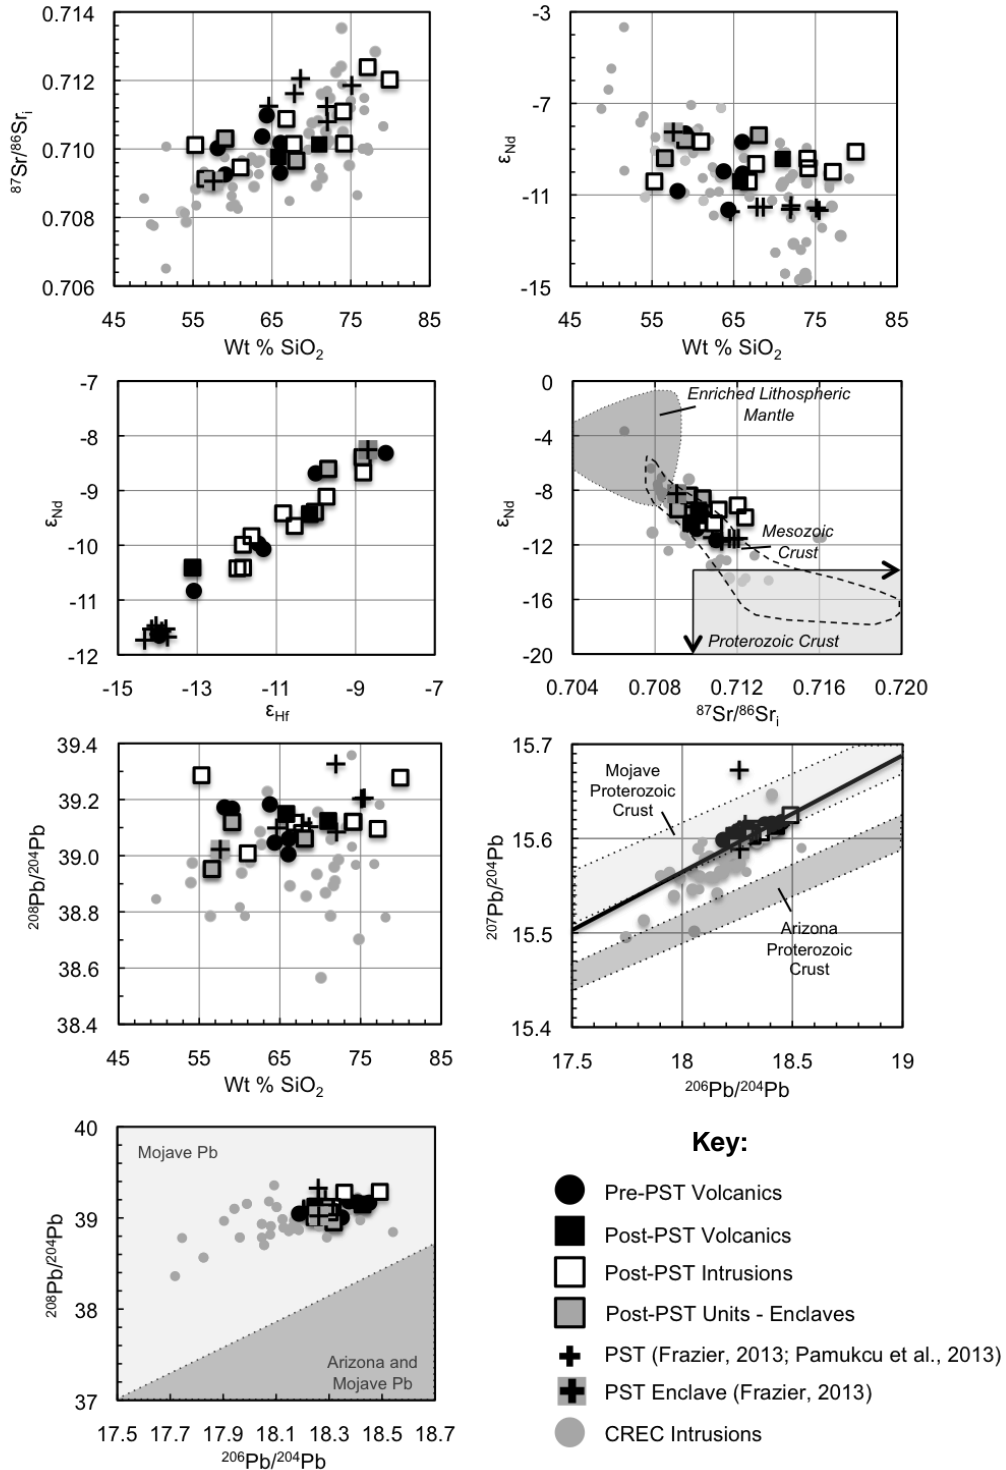 0.714
0.712
0.710
0.708
0.706
⁸⁷Sr/⁸⁶Srᵢ
45 55 65 75 85
Wt % SiO₂
-3
-7
-11
-15
εNd
45 55 65 75 85
Wt % SiO₂
-7
-8
-9
-10
-11
-12
εNd
-15 -13 -11 -9 -7
εHf
0
-4
-8
-12
-16
-20
εNd
Enriched Lithospheric
Mantle
Mesozoic
Crust
Proterozoic Crust
0.704 0.708 0.712 0.716 0.720
⁸⁷Sr/⁸⁶Srᵢ
39.4
39.2
39.0
38.8
38.6
38.4
²⁰⁸Pb/²⁰⁴Pb
45 55 65 75 85
Wt % SiO₂
15.7
15.6
15.5
15.4
²⁰⁷Pb/²⁰⁴Pb
Mojave
Proterozoic
Crust
Arizona
Proterozoic
Crust
17.5 18 18.5 19
²⁰⁶Pb/²⁰⁴Pb
40
39
38
37
²⁰⁸Pb/²⁰⁴Pb
Mojave Pb
Arizona and
Mojave Pb
17.5 17.7 17.9 18.1 18.3 18.5 18.7
²⁰⁶Pb/²⁰⁴Pb
Key:
Pre-PST Volcanics
Post-PST Volcanics
Post-PST Intrusions
Post-PST Units - Enclaves
PST (Frazier, 2013; Pamukcu et al., 2013)
PST Enclave (Frazier, 2013)
CREC Intrusions